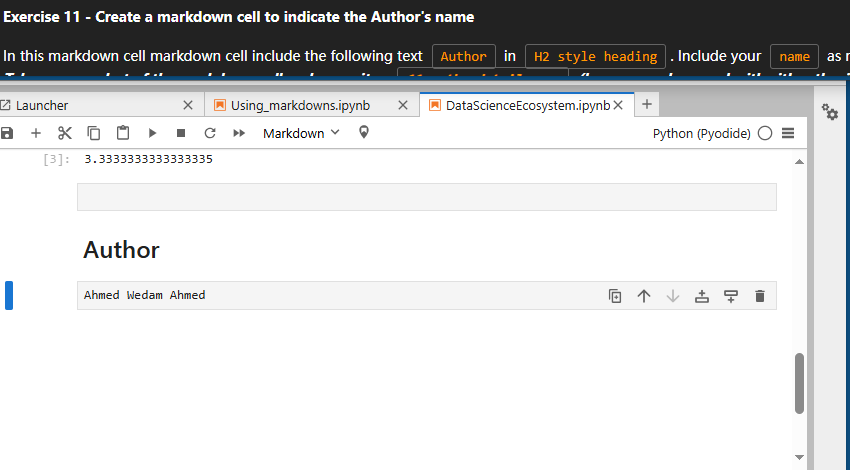 Exercise 11 - Create a markdown cell to indicate the Author's name
In this markdown cell markdown cell include the following text Author in H2 style heading . Include your name as
Launcher
Using_markdowns.ipynb
DataScienceEcosystem.ipynb
Markdown
Python (Pyodide)
[3]: 3.3333333333333335
Author
Ahmed Wedam Ahmed